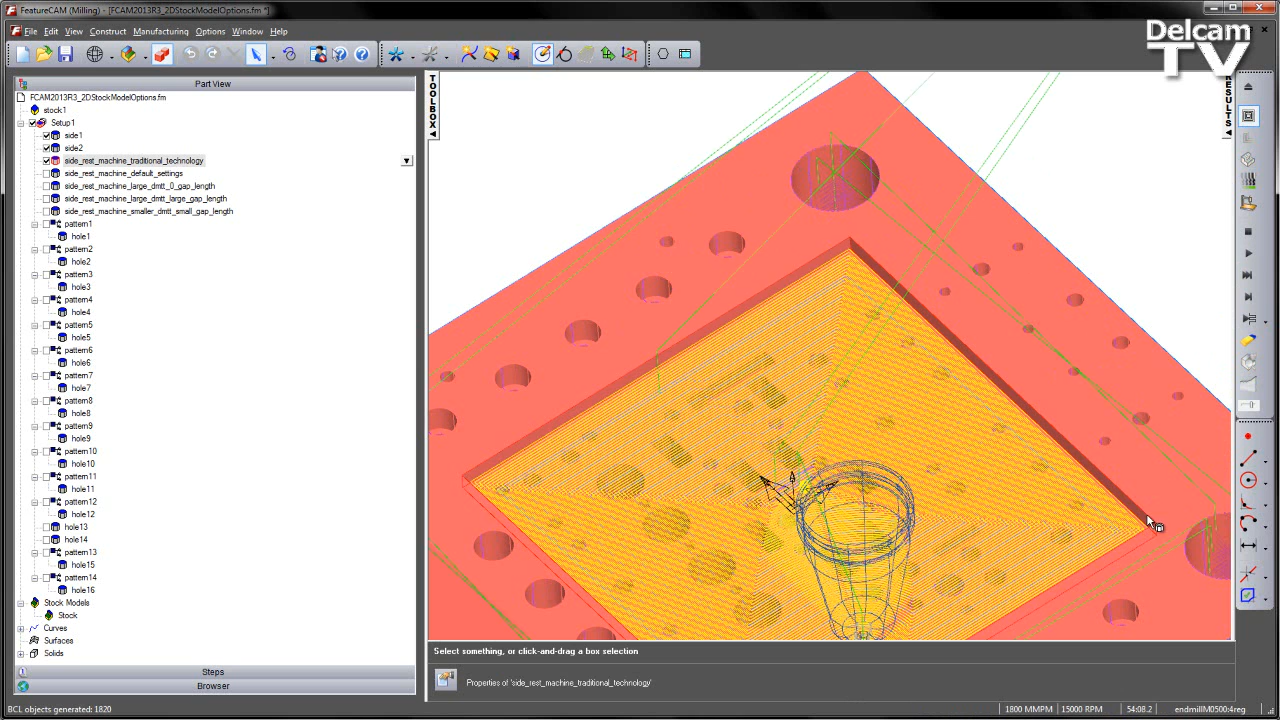 FeatureCAM (Milling) - [FCAM2013R3_2DStockModelOptions.fm *]
File Edit View Construct Manufacturing Options Window Help
Delcam
TV
Part View
FCAM2013R3_2DStockModelOptions.fm
stock1
Setup1
side1
side2
side_rest_machine_traditional_technology
side_rest_machine_default_settings
side_rest_machine_large_dmtt_0_gap_length
side_rest_machine_large_dmtt_large_gap_length
side_rest_machine_smaller_dmtt_small_gap_length
pattern1
hole1
pattern2
hole2
pattern3
hole3
pattern4
hole4
pattern5
hole5
pattern6
hole6
pattern7
hole7
pattern8
hole8
pattern9
hole9
pattern10
hole10
pattern11
hole11
pattern12
hole12
hole13
hole14
pattern13
hole15
pattern14
hole16
Stock Models
Stock
Curves
Surfaces
Solids
Steps
Browser
TOOLBOX
RESULTS
Select something, or click-and-drag a box selection
Properties of 'side_rest_machine_traditional_technology'
BCL objects generated: 1820
1800 MMPM 15000 RPM 54:08.2 endmillM0500:4reg